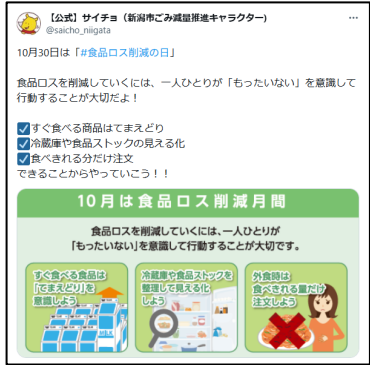 【公式】サイチョ（新潟市ごみ減量推進キャラクター）
@saicho_niigata
10月30日は「#食品ロス削減の日」
食品ロスを削減していくには、一人ひとりが「もったいない」を意識して
行動することが大切だよ！
☑すぐ食べる商品はてまえどり
☑冷蔵庫や食品ストックの見える化
☑食べきれる分だけ注文
できることからやっていこう！！
10月は食品ロス削減月間
食品ロスを削減していくには、一人ひとりが
「もったいない」を意識して行動することが大切です。
すぐ食べる食品は
「てまえどり」を
意識しよう
MILK
冷蔵庫や食品ストックを
整理して見える化
しよう
外食時は
食べきれる量だけ
注文しよう